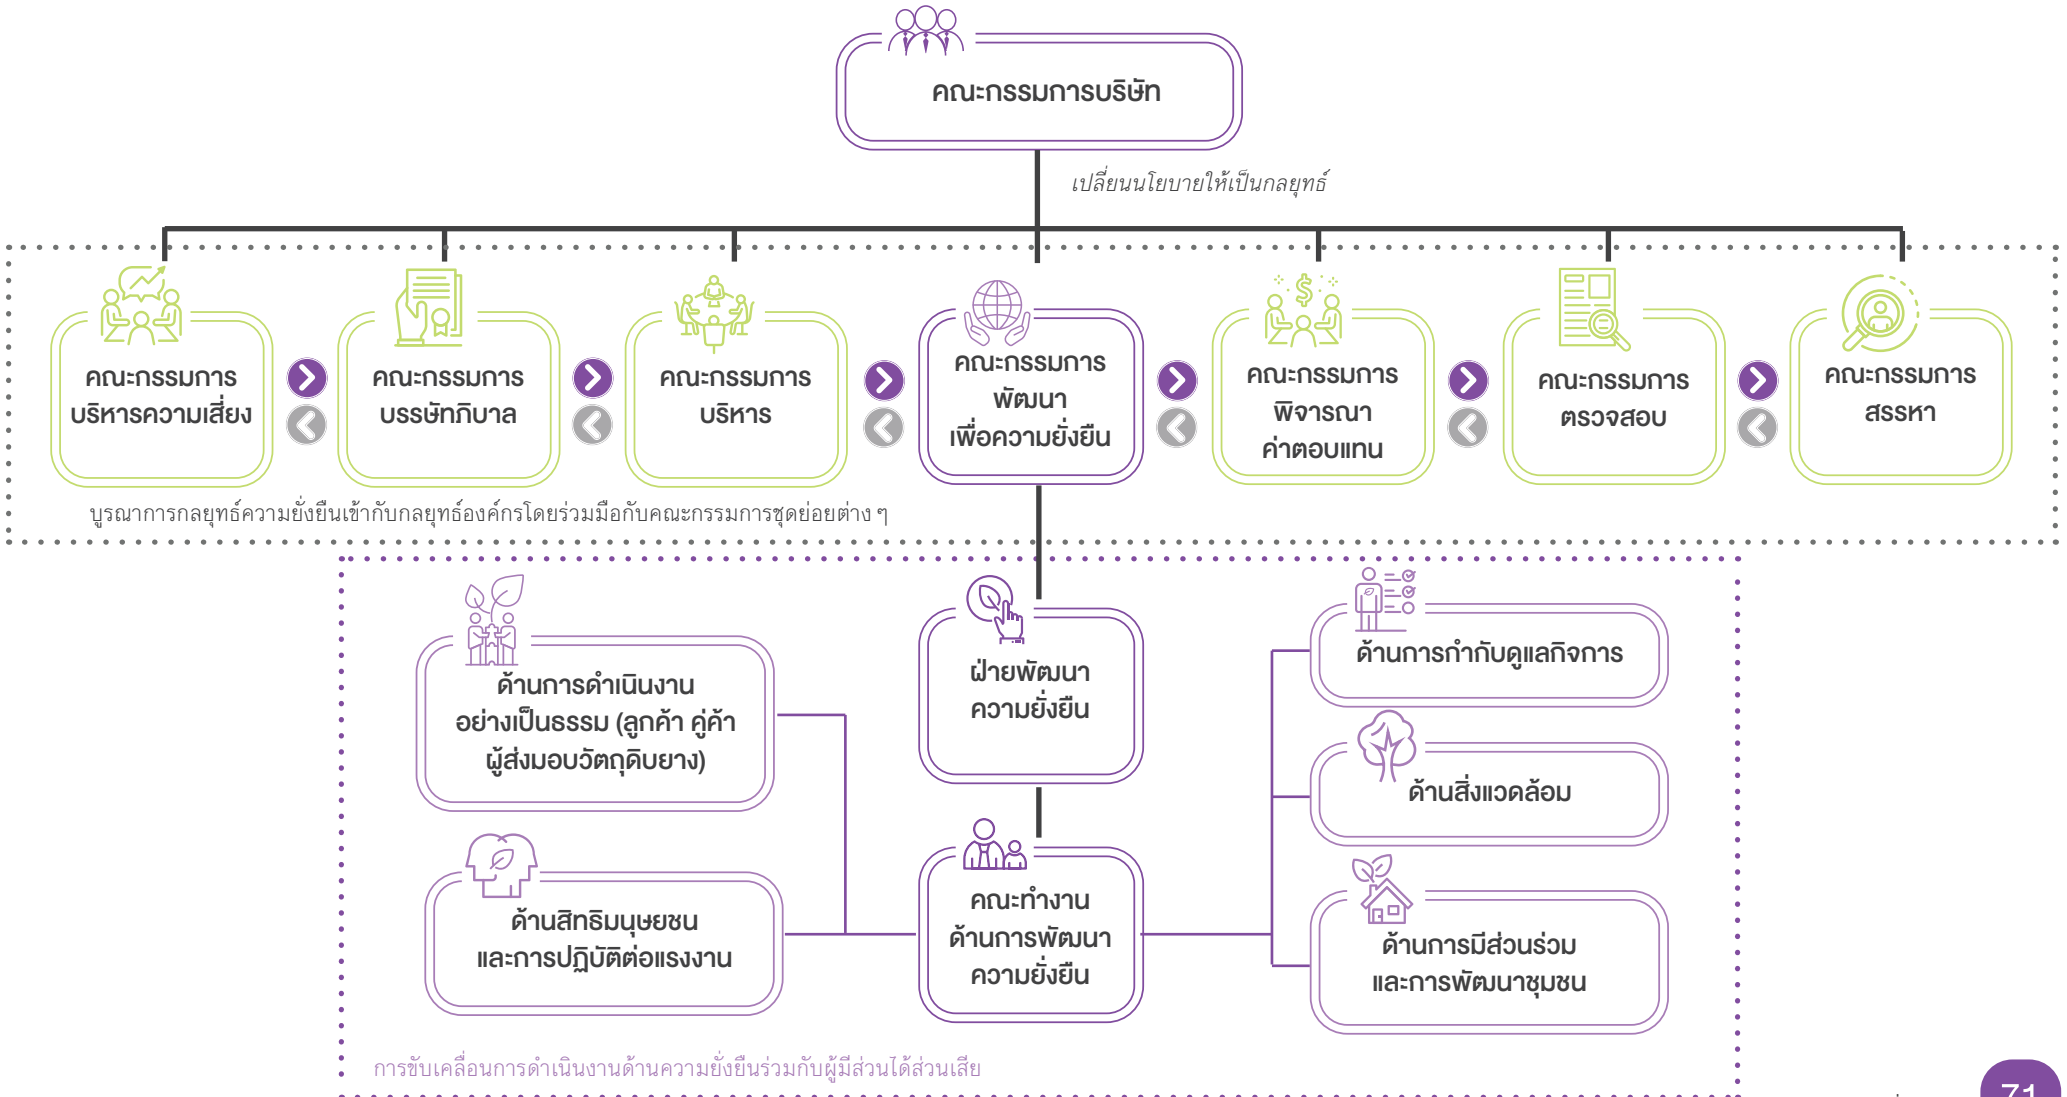 คณะกรรมการบริษัท
เปลี่ยนนโยบายให้เป็นกลยุทธ์
คณะกรรมการ
บริหารความเสี่ยง
คณะกรรมการ
บรรษัทภิบาล
คณะกรรมการ
บริหาร
คณะกรรมการ
พัฒนา
เพื่อความยั่งยืน
คณะกรรมการ
พิจารณา
ค่าตอบแทน
คณะกรรมการ
ตรวจสอบ
คณะกรรมการ
สรรหา
บูรณาการกลยุทธ์ความยั่งยืนเข้ากับกลยุทธ์องค์กรโดยร่วมมือกับคณะกรรมการชุดย่อยต่าง ๆ
ด้านการดำเนินงาน
อย่างเป็นธรรม (ลูกค้า คู่ค้า
ผู้ส่งมอบวัตถุดิบยาง)
ฝ่ายพัฒนา
ความยั่งยืน
ด้านการกำกับดูแลกิจการ
ด้านสิ่งแวดล้อม
ด้านสิทธิมนุษยชน
และการปฏิบัติต่อแรงงาน
คณะทำงาน
ด้านการพัฒนา
ความยั่งยืน
ด้านการมีส่วนร่วม
และการพัฒนาชุมชน
การขับเคลื่อนการดำเนินงานด้านความยั่งยืนร่วมกับผู้มีส่วนได้ส่วนเสีย
71